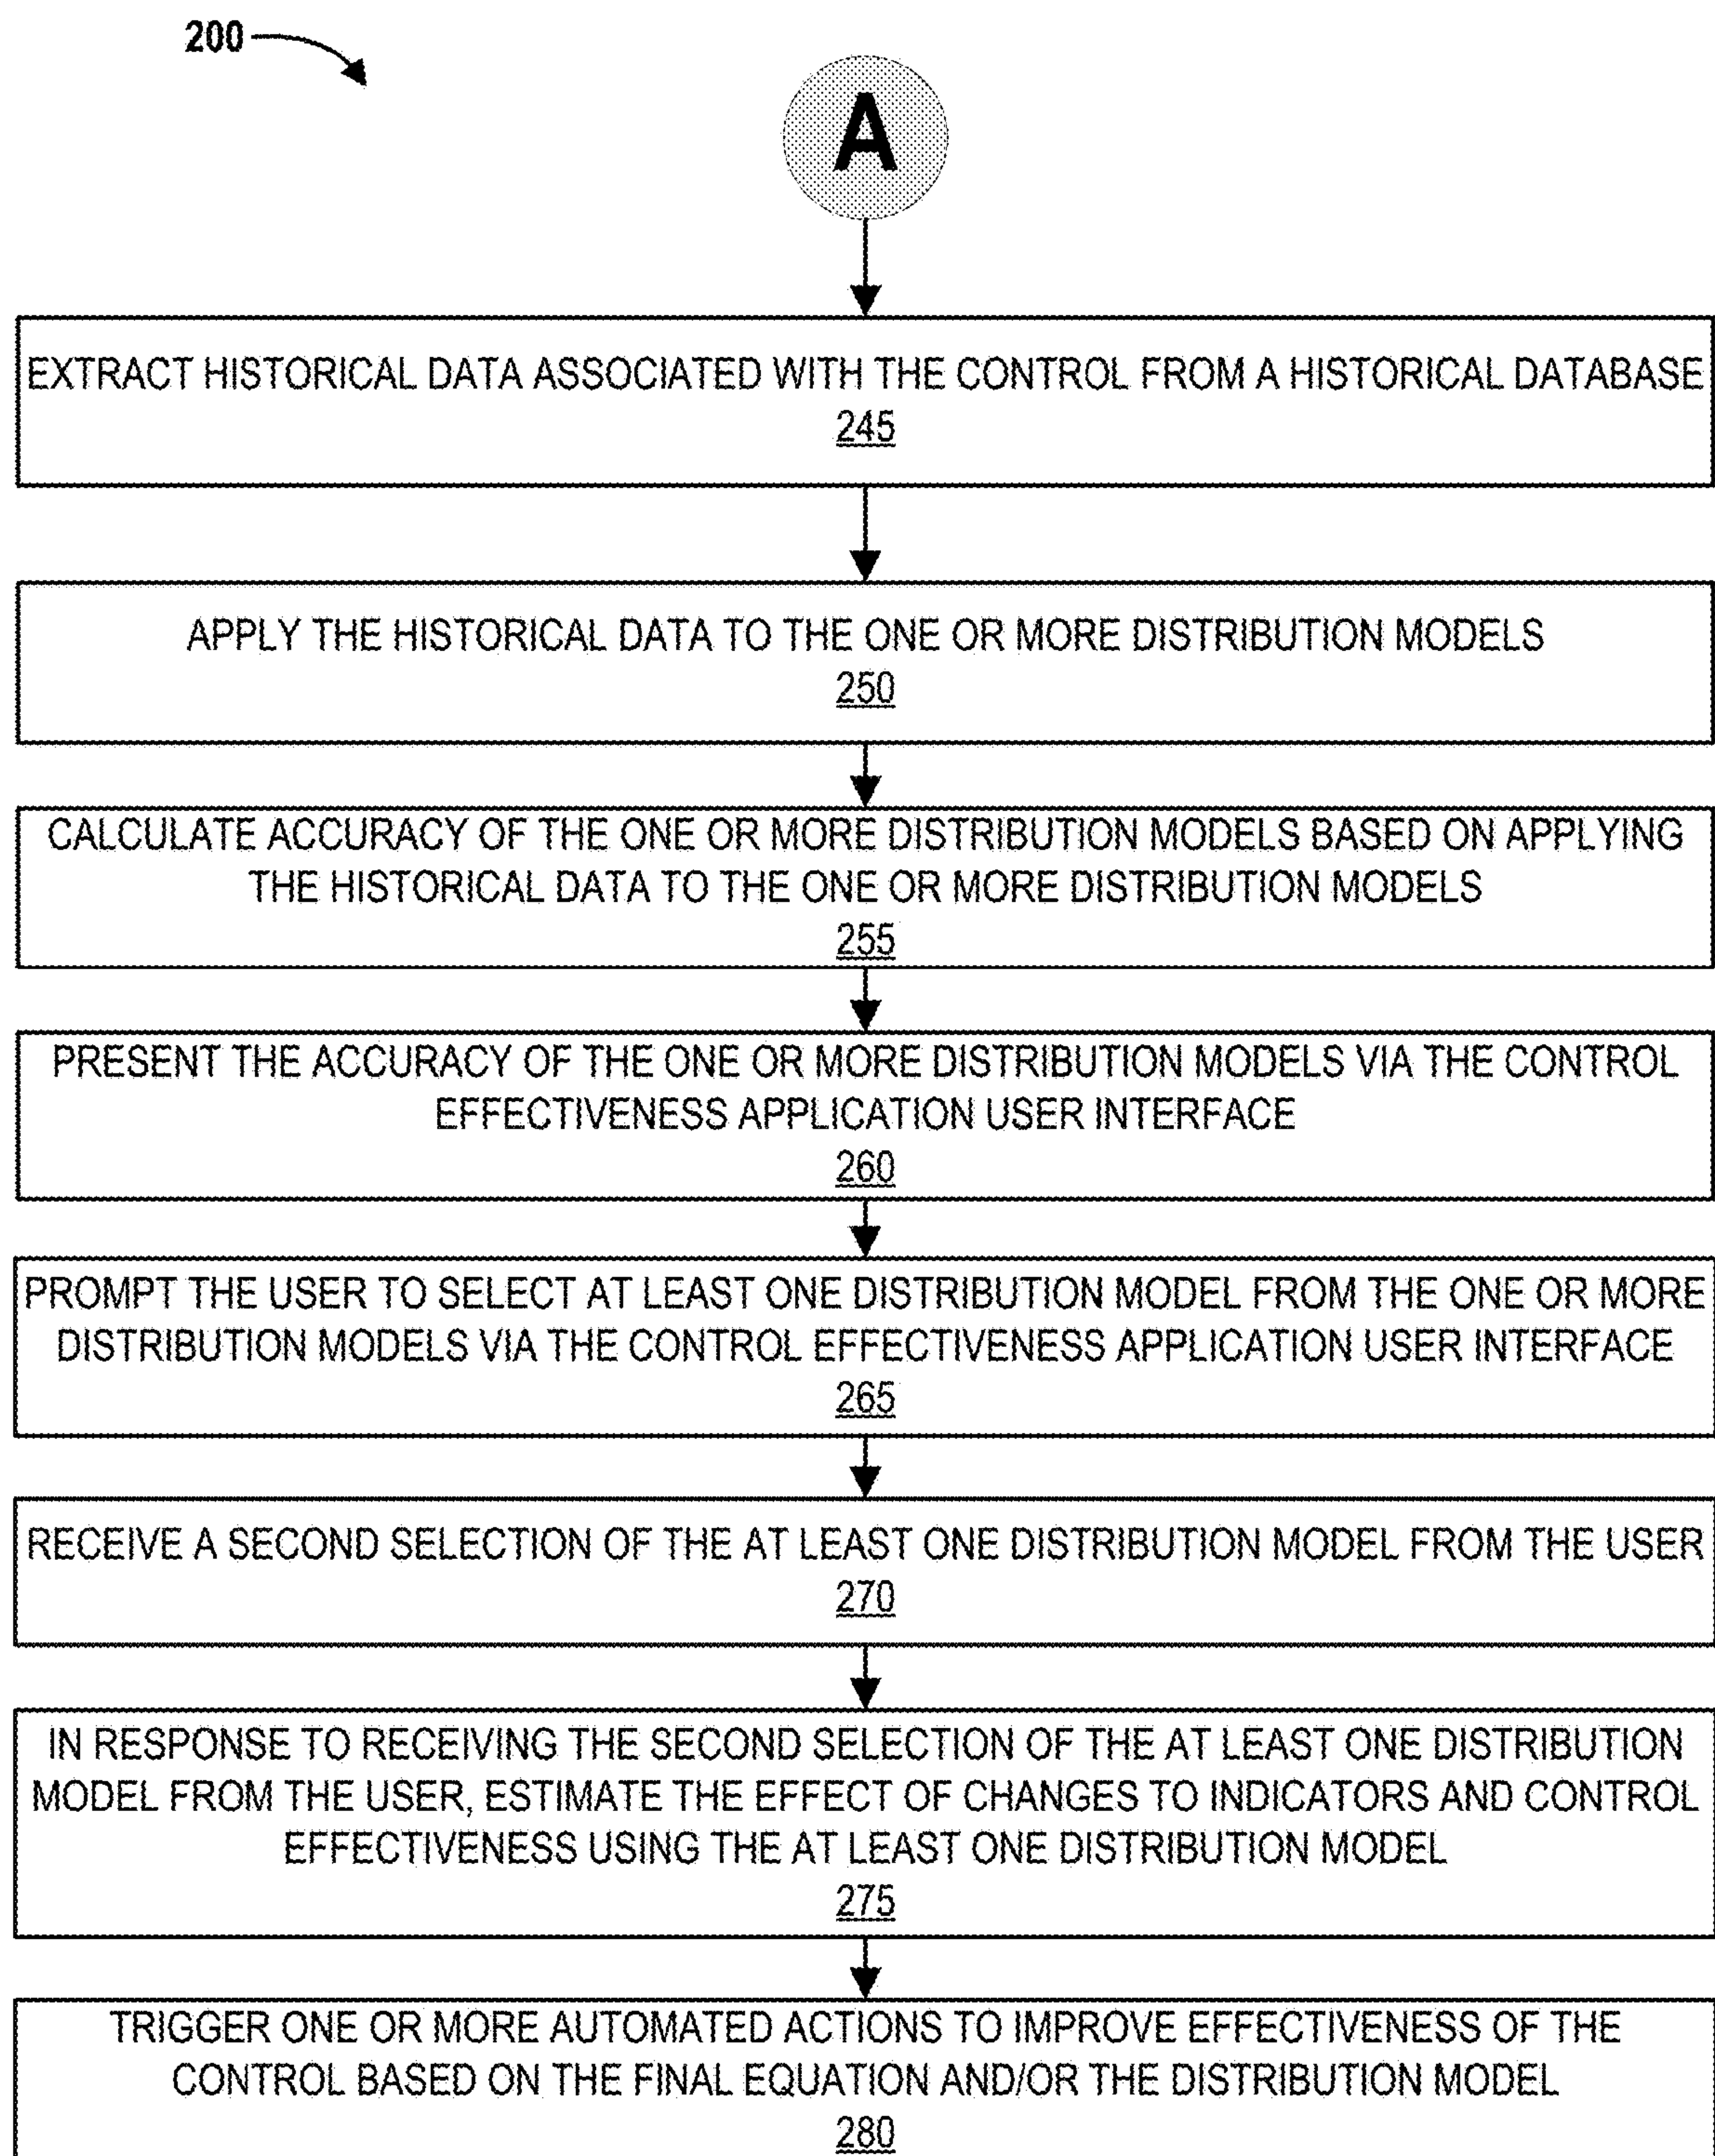 200
A
EXTRACT HISTORICAL DATA ASSOCIATED WITH THE CONTROL FROM A HISTORICAL DATABASE
245
APPLY THE HISTORICAL DATA TO THE ONE OR MORE DISTRIBUTION MODELS
250
CALCULATE ACCURACY OF THE ONE OR MORE DISTRIBUTION MODELS BASED ON APPLYING
THE HISTORICAL DATA TO THE ONE OR MORE DISTRIBUTION MODELS
255
PRESENT THE ACCURACY OF THE ONE OR MORE DISTRIBUTION MODELS VIA THE CONTROL
EFFECTIVENESS APPLICATION USER INTERFACE
260
PROMPT THE USER TO SELECT AT LEAST ONE DISTRIBUTION MODEL FROM THE ONE OR MORE
DISTRIBUTION MODELS VIA THE CONTROL EFFECTIVENESS APPLICATION USER INTERFACE
265
RECEIVE A SECOND SELECTION OF THE AT LEAST ONE DISTRIBUTION MODEL FROM THE USER
270
IN RESPONSE TO RECEIVING THE SECOND SELECTION OF THE AT LEAST ONE DISTRIBUTION
MODEL FROM THE USER, ESTIMATE THE EFFECT OF CHANGES TO INDICATORS AND CONTROL
EFFECTIVENESS USING THE AT LEAST ONE DISTRIBUTION MODEL
275
TRIGGER ONE OR MORE AUTOMATED ACTIONS TO IMPROVE EFFECTIVENESS OF THE
CONTROL BASED ON THE FINAL EQUATION AND/OR THE DISTRIBUTION MODEL
280